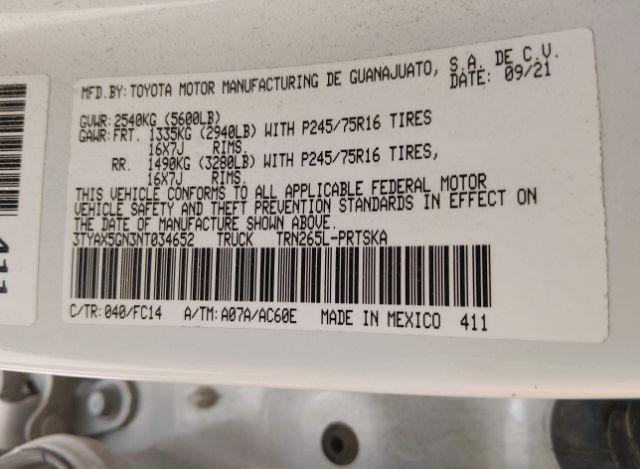 MFD.BY: TOYOTA MOTOR MANUFACTURING DE GUANAJUATO, S.A. DE C.V.
DATE: 09/21
GVWR: 2540KG (5600LB)
GAWR: FRT. 1335KG (2940LB) WITH P245/75R16 TIRES
16X7J RIMS.
RR. 1490KG (3280LB) WITH P245/75R16 TIRES,
16X7J RIMS.
THIS VEHICLE CONFORMS TO ALL APPLICABLE FEDERAL MOTOR
VEHICLE SAFETY AND THEFT PREVENTION STANDARDS IN EFFECT ON
THE DATE OF MANUFACTURE SHOWN ABOVE.
3TYAX5GN3NT034652 TRUCK TRN265L-PRTSKA
C/TR: 040/FC14 A/TM: A07A/AC60E MADE IN MEXICO 411
411